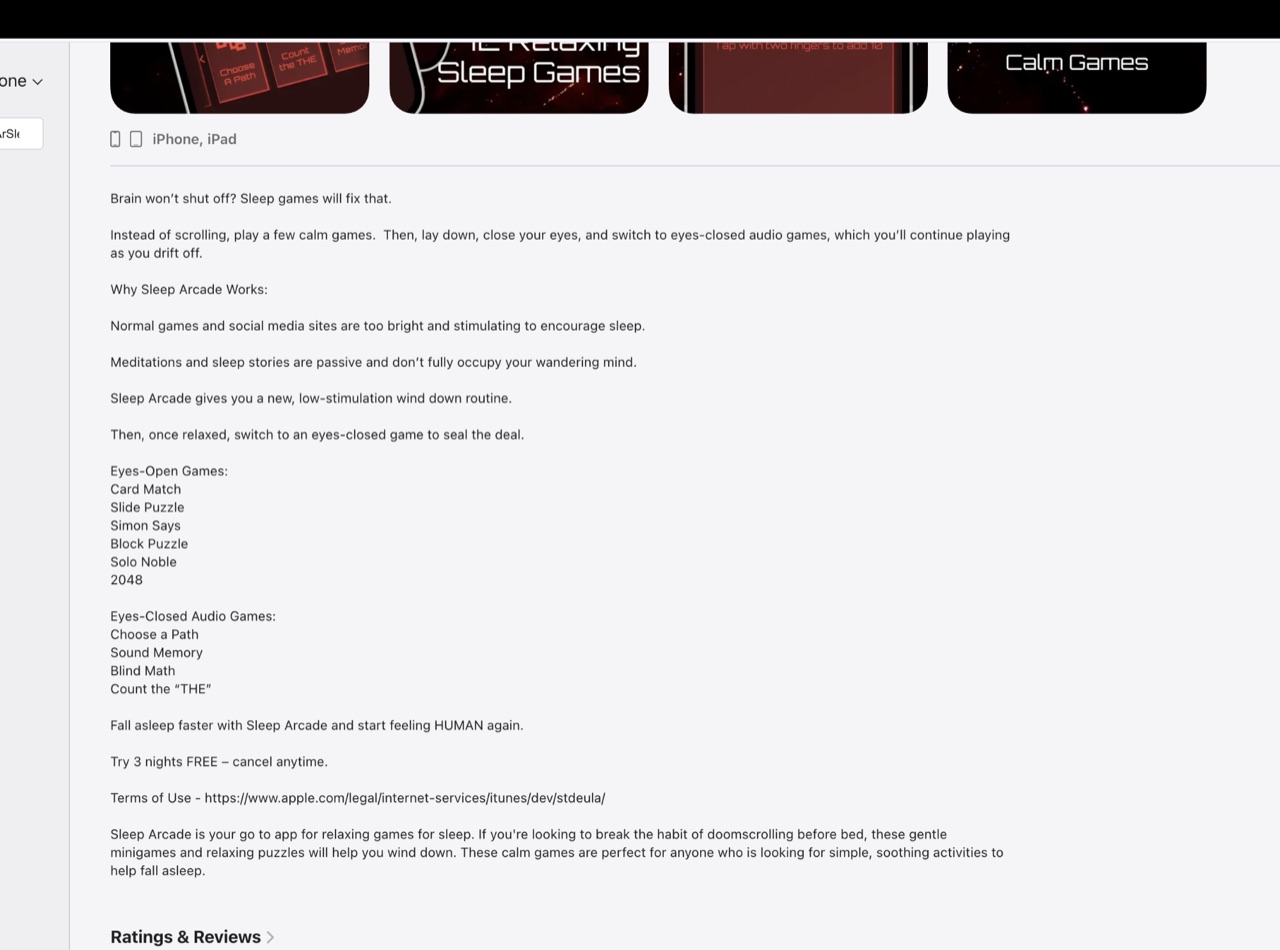 Choose
A Path
Count
the THE
Relaxing
Sleep Games
Tap with two fingers to add 10
Calm Games
one
iPhone, iPad
Brain won’t shut off? Sleep games will fix that.
Instead of scrolling, play a few calm games.  Then, lay down, close your eyes, and switch to eyes-closed audio games, which you’ll continue playing
as you drift off.
Why Sleep Arcade Works:
Normal games and social media sites are too bright and stimulating to encourage sleep.
Meditations and sleep stories are passive and don’t fully occupy your wandering mind.
Sleep Arcade gives you a new, low-stimulation wind down routine.
Then, once relaxed, switch to an eyes-closed game to seal the deal.
Eyes-Open Games:
Card Match
Slide Puzzle
Simon Says
Block Puzzle
Solo Noble
2048
Eyes-Closed Audio Games:
Choose a Path
Sound Memory
Blind Math
Count the “THE”
Fall asleep faster with Sleep Arcade and start feeling HUMAN again.
Try 3 nights FREE – cancel anytime.
Terms of Use - https://www.apple.com/legal/internet-services/itunes/dev/stdeula/
Sleep Arcade is your go to app for relaxing games for sleep. If you're looking to break the habit of doomscrolling before bed, these gentle
minigames and relaxing puzzles will help you wind down. These calm games are perfect for anyone who is looking for simple, soothing activities to
help fall asleep.
Ratings & Reviews